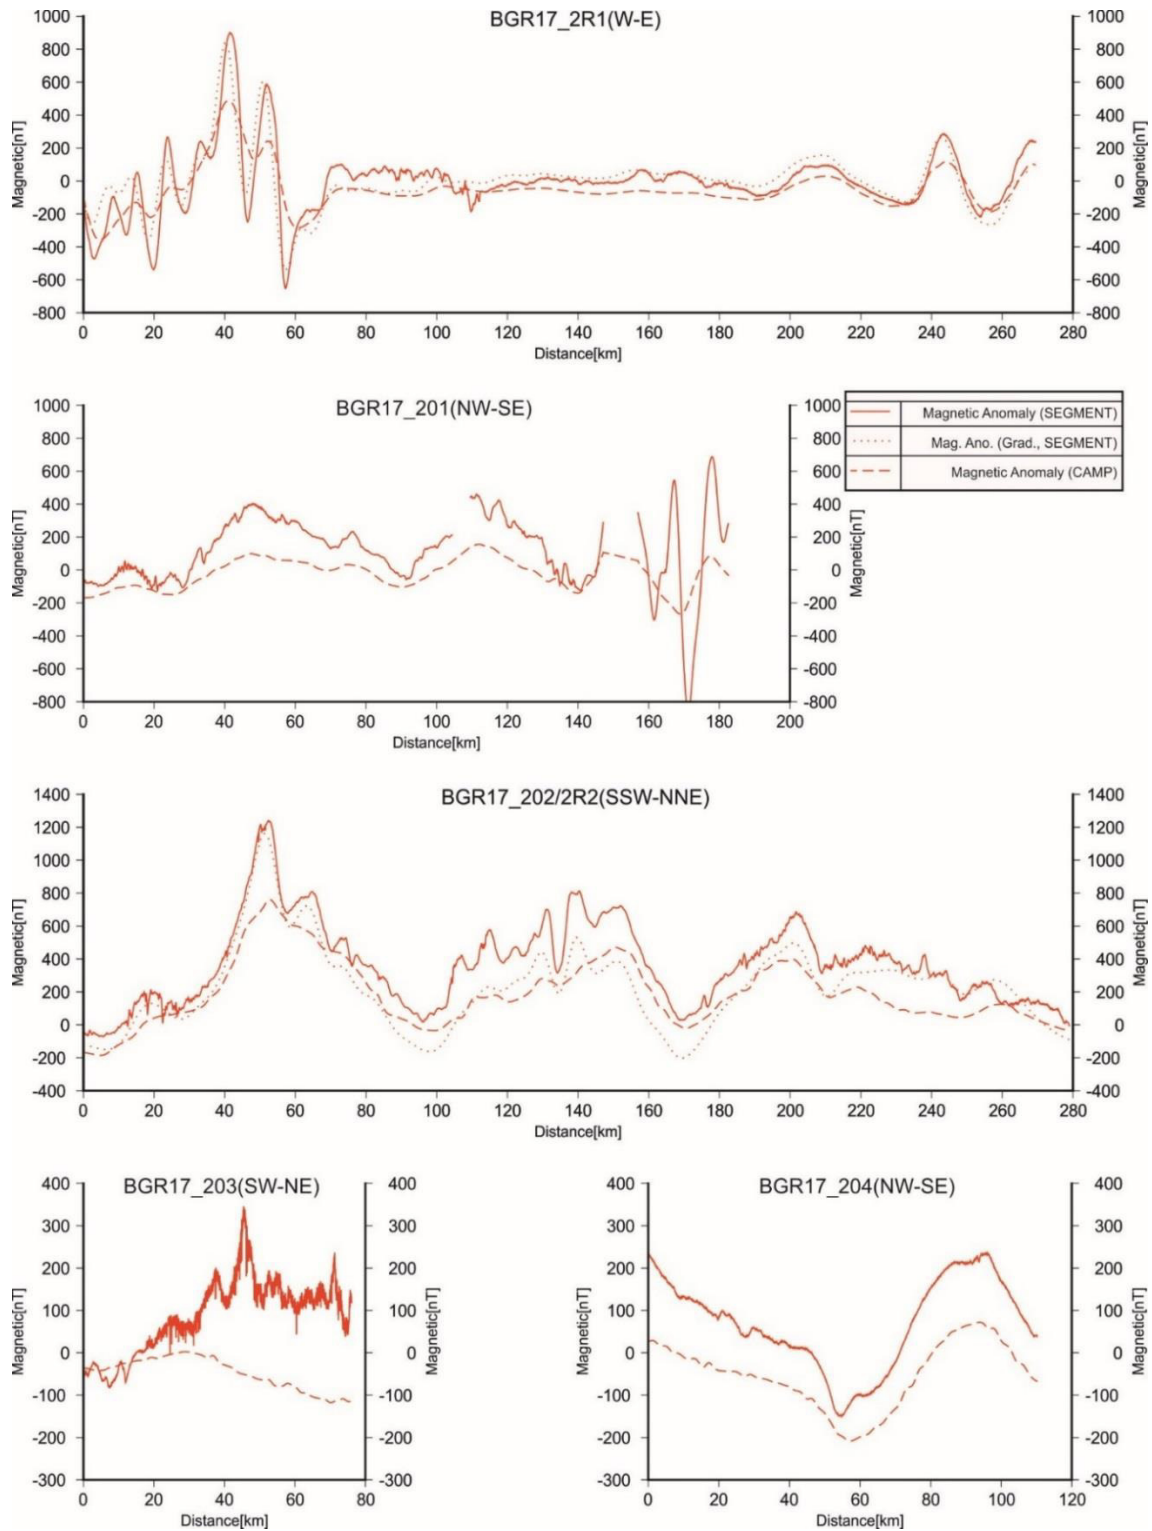 BGR17_2R1(W-E)
1000 1000
800 800
600 600
400 400
200 200
0 0
-200 -200
-400 -400
-600 -600
-800 -800
Magnetic[nT] Magnetic[nT]
0 20 40 60 80 100 120 140 160 180 200 220 240 260 280
Distance[km]
BGR17_201(NW-SE)
1000 1000
800 800
600 600
400 400
200 200
0 0
-200 -200
-400 -400
-600 -600
-800 -800
Magnetic[nT] Magnetic[nT]
0 20 40 60 80 100 120 140 160 180 200
Distance[km]
Magnetic Anomaly (SEGMENT)
Mag. Ano. (Grad., SEGMENT)
Magnetic Anomaly (CAMP)
BGR17_202/2R2(SSW-NNE)
1400 1400
1200 1200
1000 1000
800 800
600 600
400 400
200 200
0 0
-200 -200
-400 -400
Magnetic[nT] Magnetic[nT]
0 20 40 60 80 100 120 140 160 180 200 220 240 260 280
Distance[km]
BGR17_203(SW-NE)
400 400
300 300
200 200
100 100
0 0
-100 -100
-200 -200
-300 -300
Magnetic[nT] Magnetic[nT]
0 20 40 60 80
Distance[km]
BGR17_204(NW-SE)
400 400
300 300
200 200
100 100
0 0
-100 -100
-200 -200
-300 -300
Magnetic[nT] Magnetic[nT]
0 20 40 60 80 100 120
Distance[km]